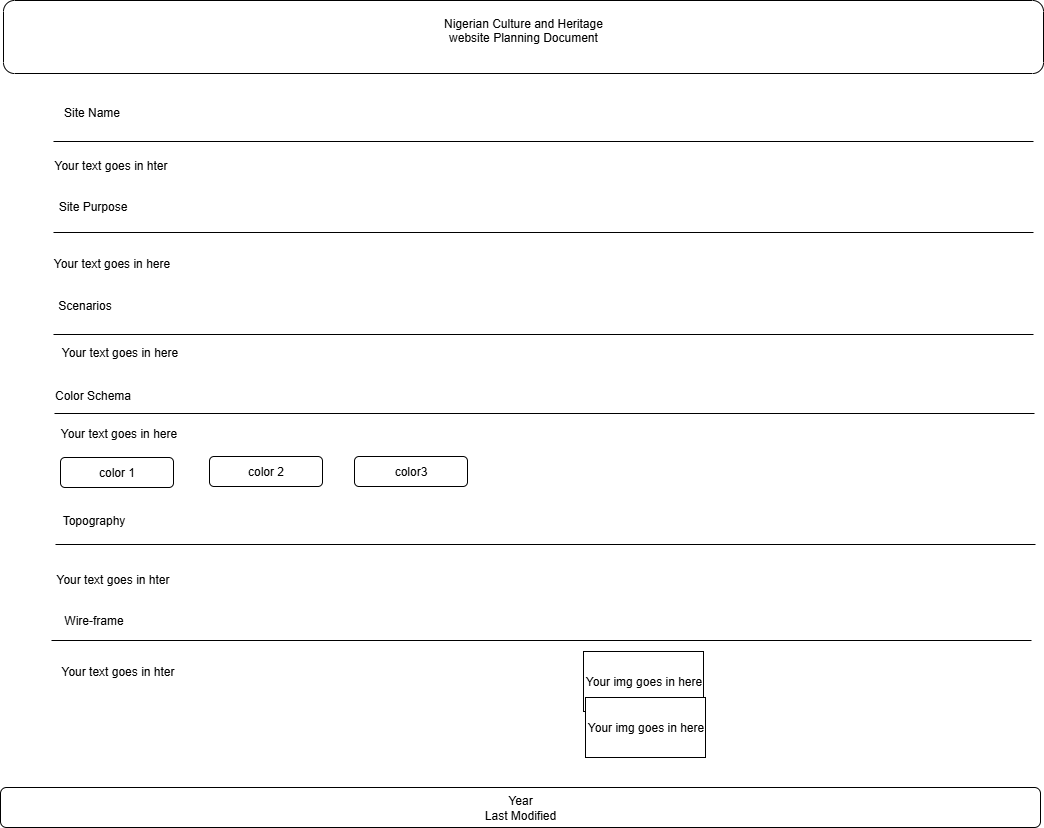 Nigerian Culture and Heritage
website Planning Document
Site Name
Your text goes in hter
Site Purpose
Your text goes in here
Scenarios
Your text goes in here
Color Schema
Your text goes in here
color 1
color 2
color3
Topography
Your text goes in hter
Wire-frame
Your text goes in hter
Your img goes in here
Your img goes in here
Year
Last Modified